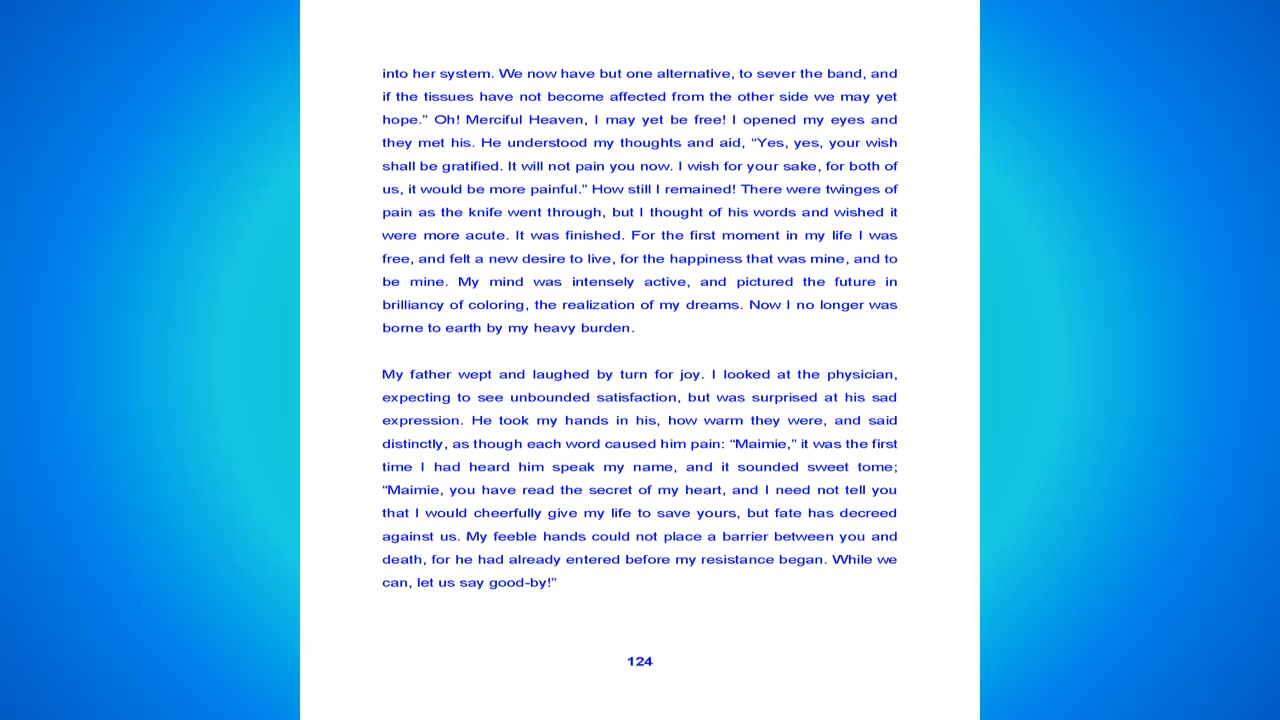 into her system. We now have but one alternative, to sever the band, and
if the tissues have not become affected from the other side we may yet
hope.” Oh! Merciful Heaven, I may yet be free! I opened my eyes and
they met his. He understood my thoughts and aid, “Yes, yes, your wish
shall be gratified. It will not pain you now. I wish for your sake, for both of
us, it would be more painful.” How still I remained! There were twinges of
pain as the knife went through, but I thought of his words and wished it
were more acute. It was finished. For the first moment in my life I was
free, and felt a new desire to live, for the happiness that was mine, and to
be mine. My mind was intensely active, and pictured the future in
brilliancy of coloring, the realization of my dreams. Now I no longer was
borne to earth by my heavy burden.
My father wept and laughed by turn for joy. I looked at the physician,
expecting to see unbounded satisfaction, but was surprised at his sad
expression. He took my hands in his, how warm they were, and said
distinctly, as though each word caused him pain: “Maimie,” it was the first
time I had heard him speak my name, and it sounded sweet tome;
“Maimie, you have read the secret of my heart, and I need not tell you
that I would cheerfully give my life to save yours, but fate has decreed
against us. My feeble hands could not place a barrier between you and
death, for he had already entered before my resistance began. While we
can, let us say good-by!”
124